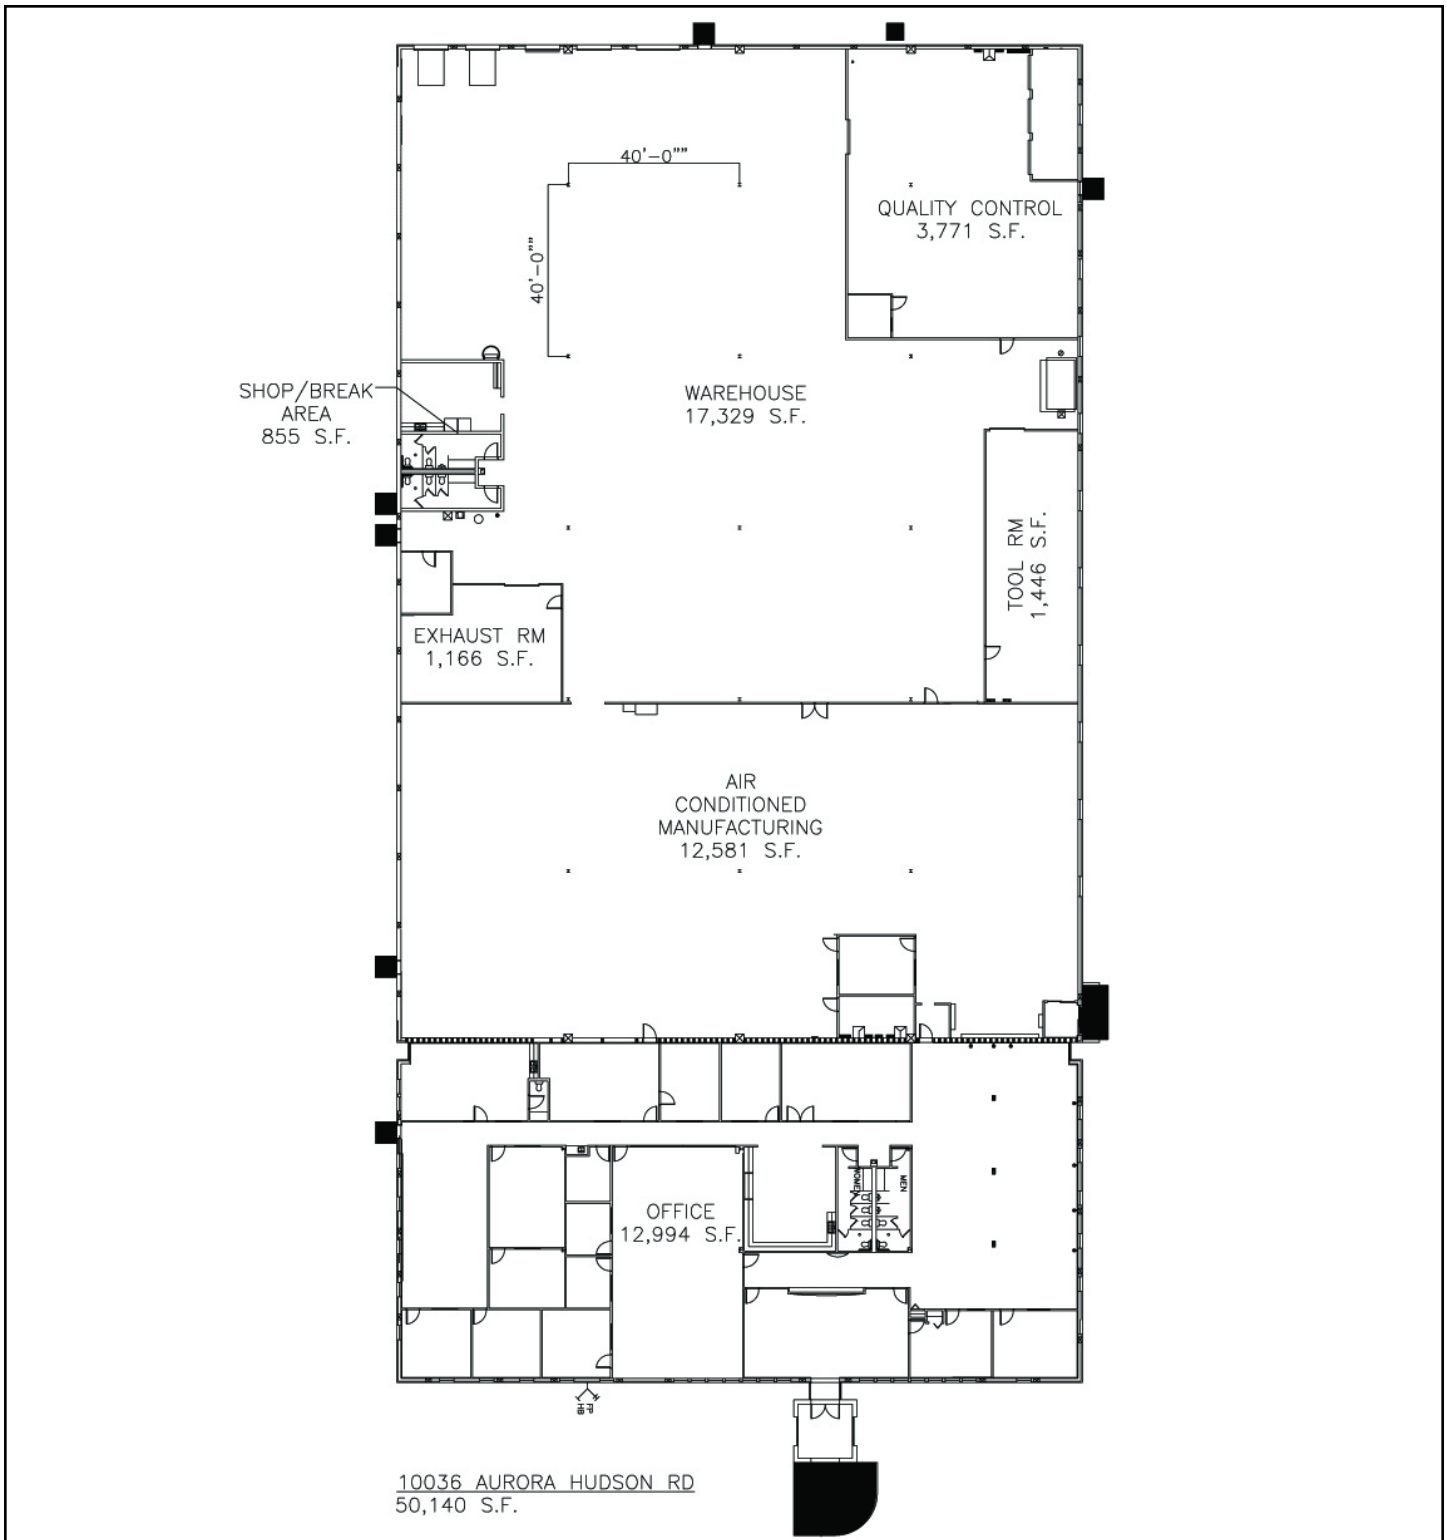 40'-0""
QUALITY CONTROL
3,771 S.F.
40'-0""
SHOP/BREAK
AREA
855 S.F.
WAREHOUSE
17,329 S.F.
TOOL RM
1,446 S.F.
EXHAUST RM
1,166 S.F.
AIR
CONDITIONED
MANUFACTURING
12,581 S.F.
WOMEN
MEN
OFFICE
12,994 S.F.
FP
HB
10036 AURORA HUDSON RD
50,140 S.F.